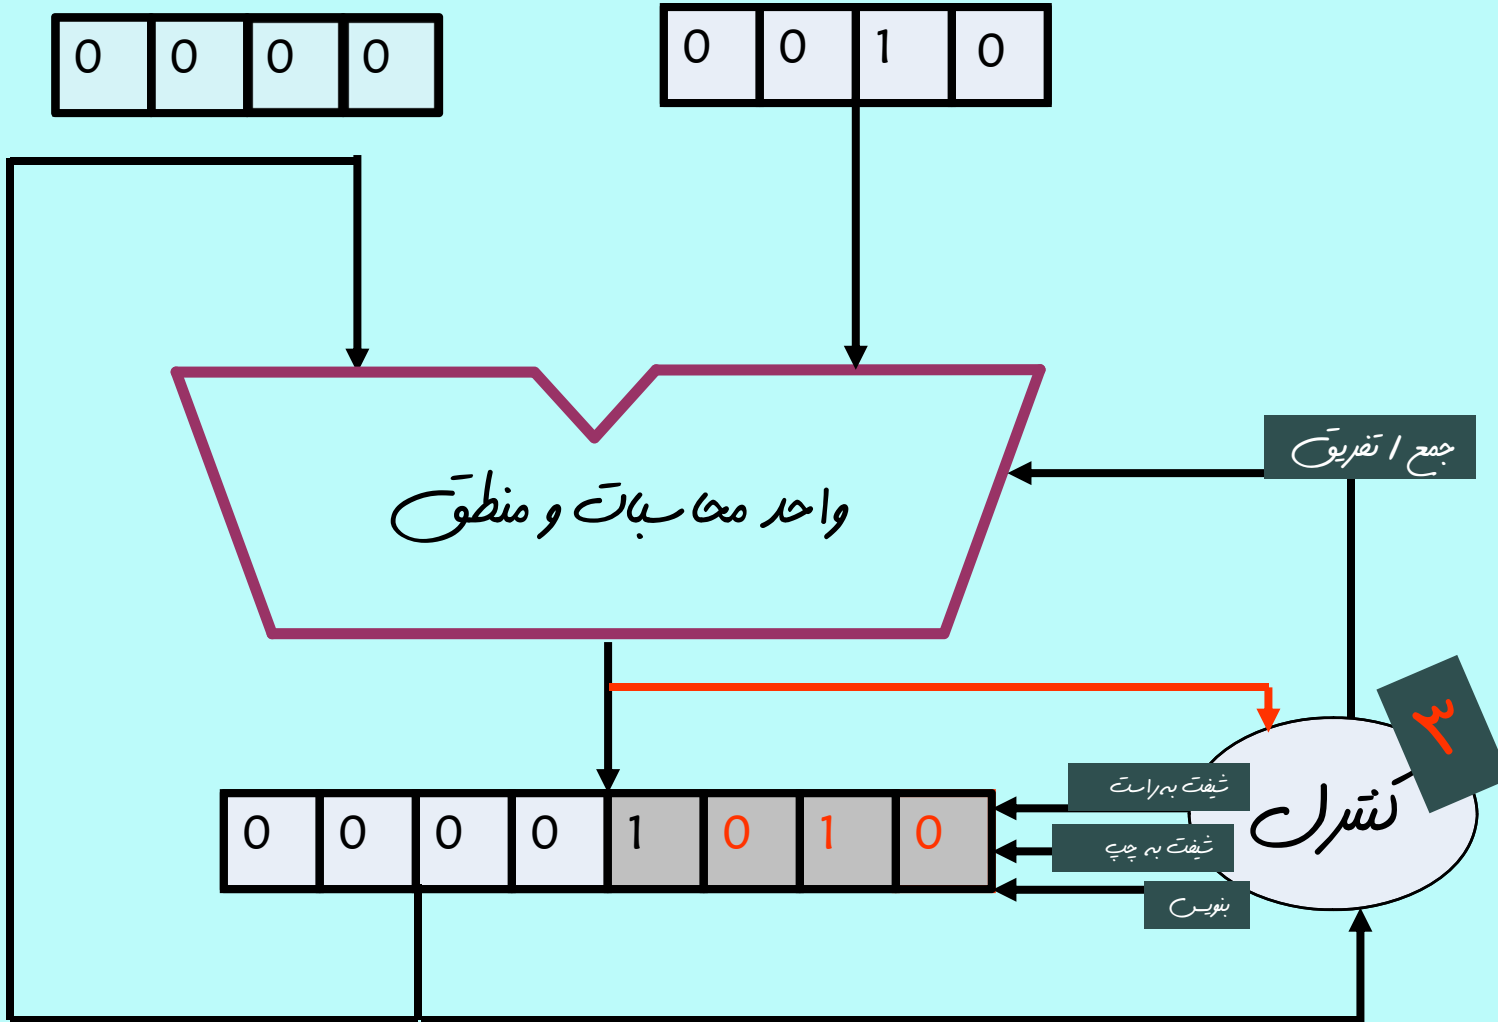 0 0 0 0
0 0 1 0
جمع / تفریق
واحد محاسبات و منطق
۳
کنترل
شیفت به راست
شیفت به چپ
بنویس
0 0 0 0 1 0 1 0